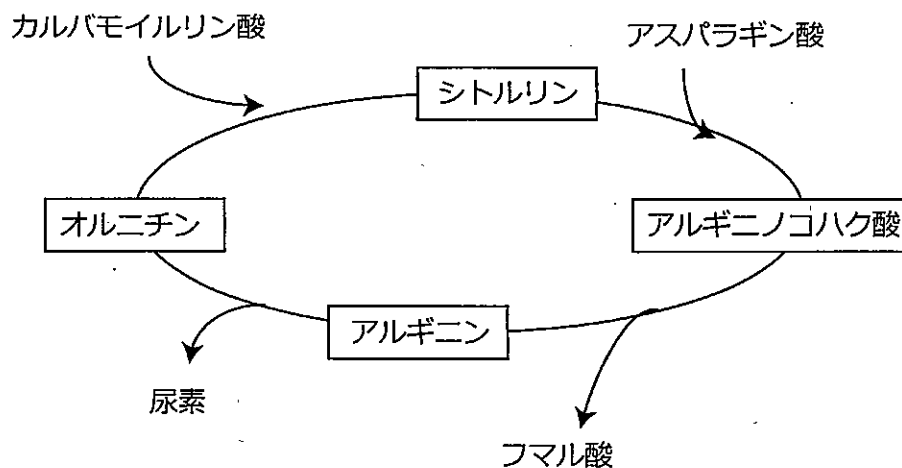 カルバモイルリン酸
アスパラギン酸
シトルリン
オルニチン
アルギニノコハク酸
アルギニン
尿素
フマル酸